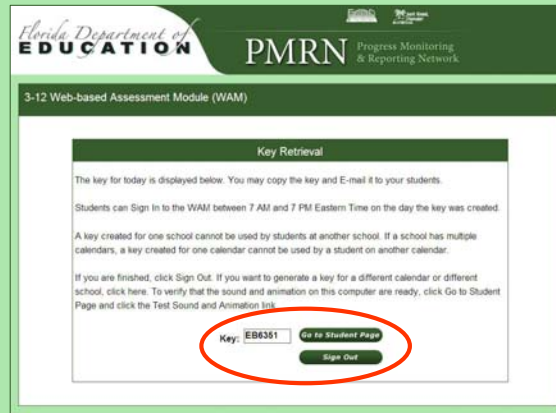 Florida Department of
EDUCATION
PMRN
Progress Monitoring
& Reporting Network
3-12 Web-based Assessment Module (WAM)
Key Retrieval
The key for today is displayed below. You may copy the key and E-mail it to your students.
Students can Sign In to the WAM between 7 AM and 7 PM Eastern Time on the day the key was created.
A key created for one school cannot be used by students at another school. If a school has multiple
calendars, a key created for one calendar cannot be used by a student on another calendar.
If you are finished, click Sign Out. If you want to generate a key for a different calendar or different
school, click here. To verify that the sound and animation on this computer are ready, click Go to Student
Page and click the Test Sound and Animation link.
Key: EB6351 Go to Student Page
Sign Out